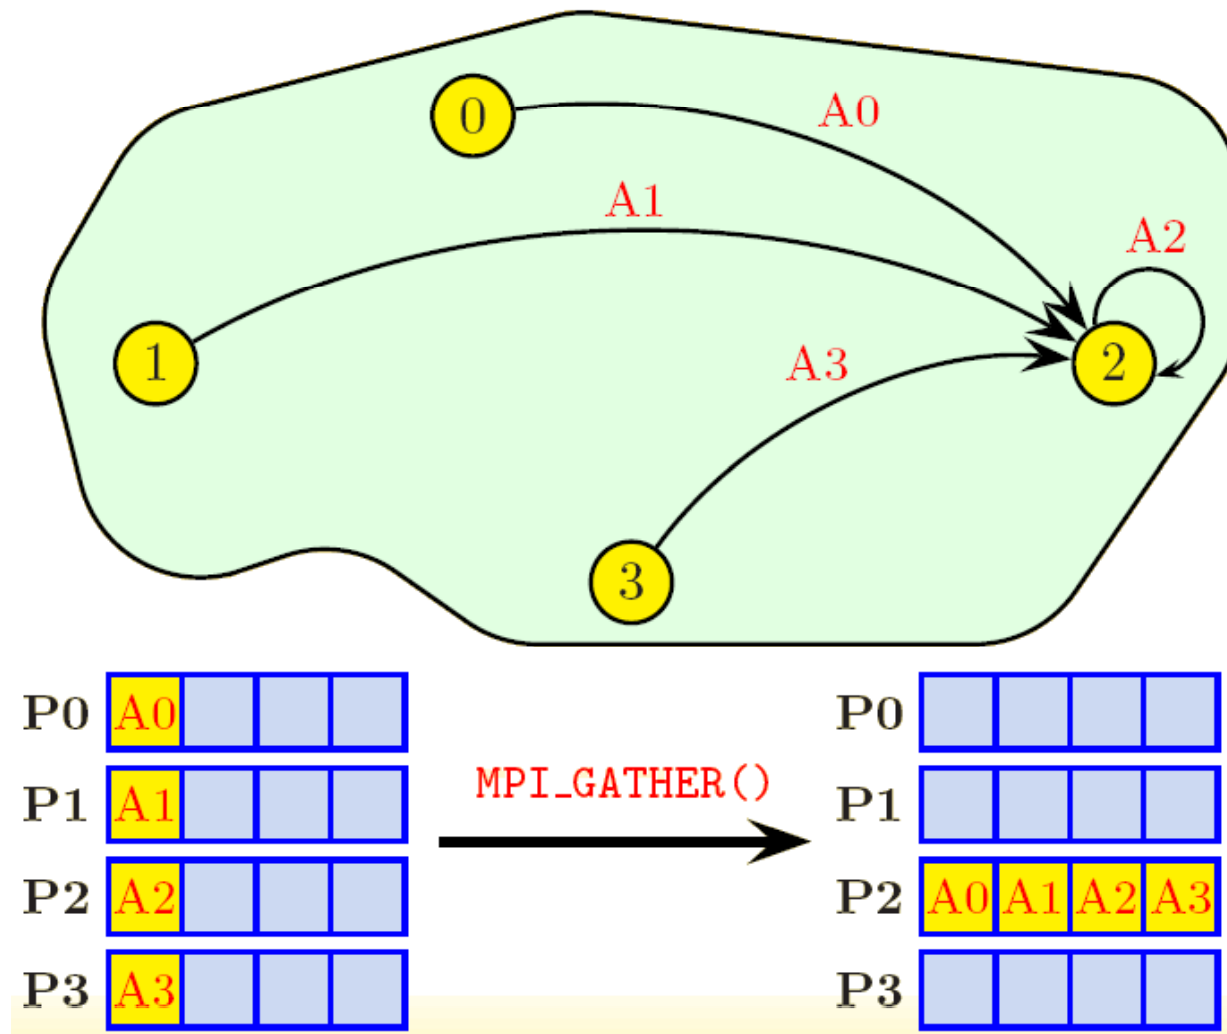 0
A0
A1
A2
1
A3
2
3
P0 A0
P0
P1 A1
MPI_GATHER()
P1
P2 A2
P2 A0 A1 A2 A3
P3 A3
P3